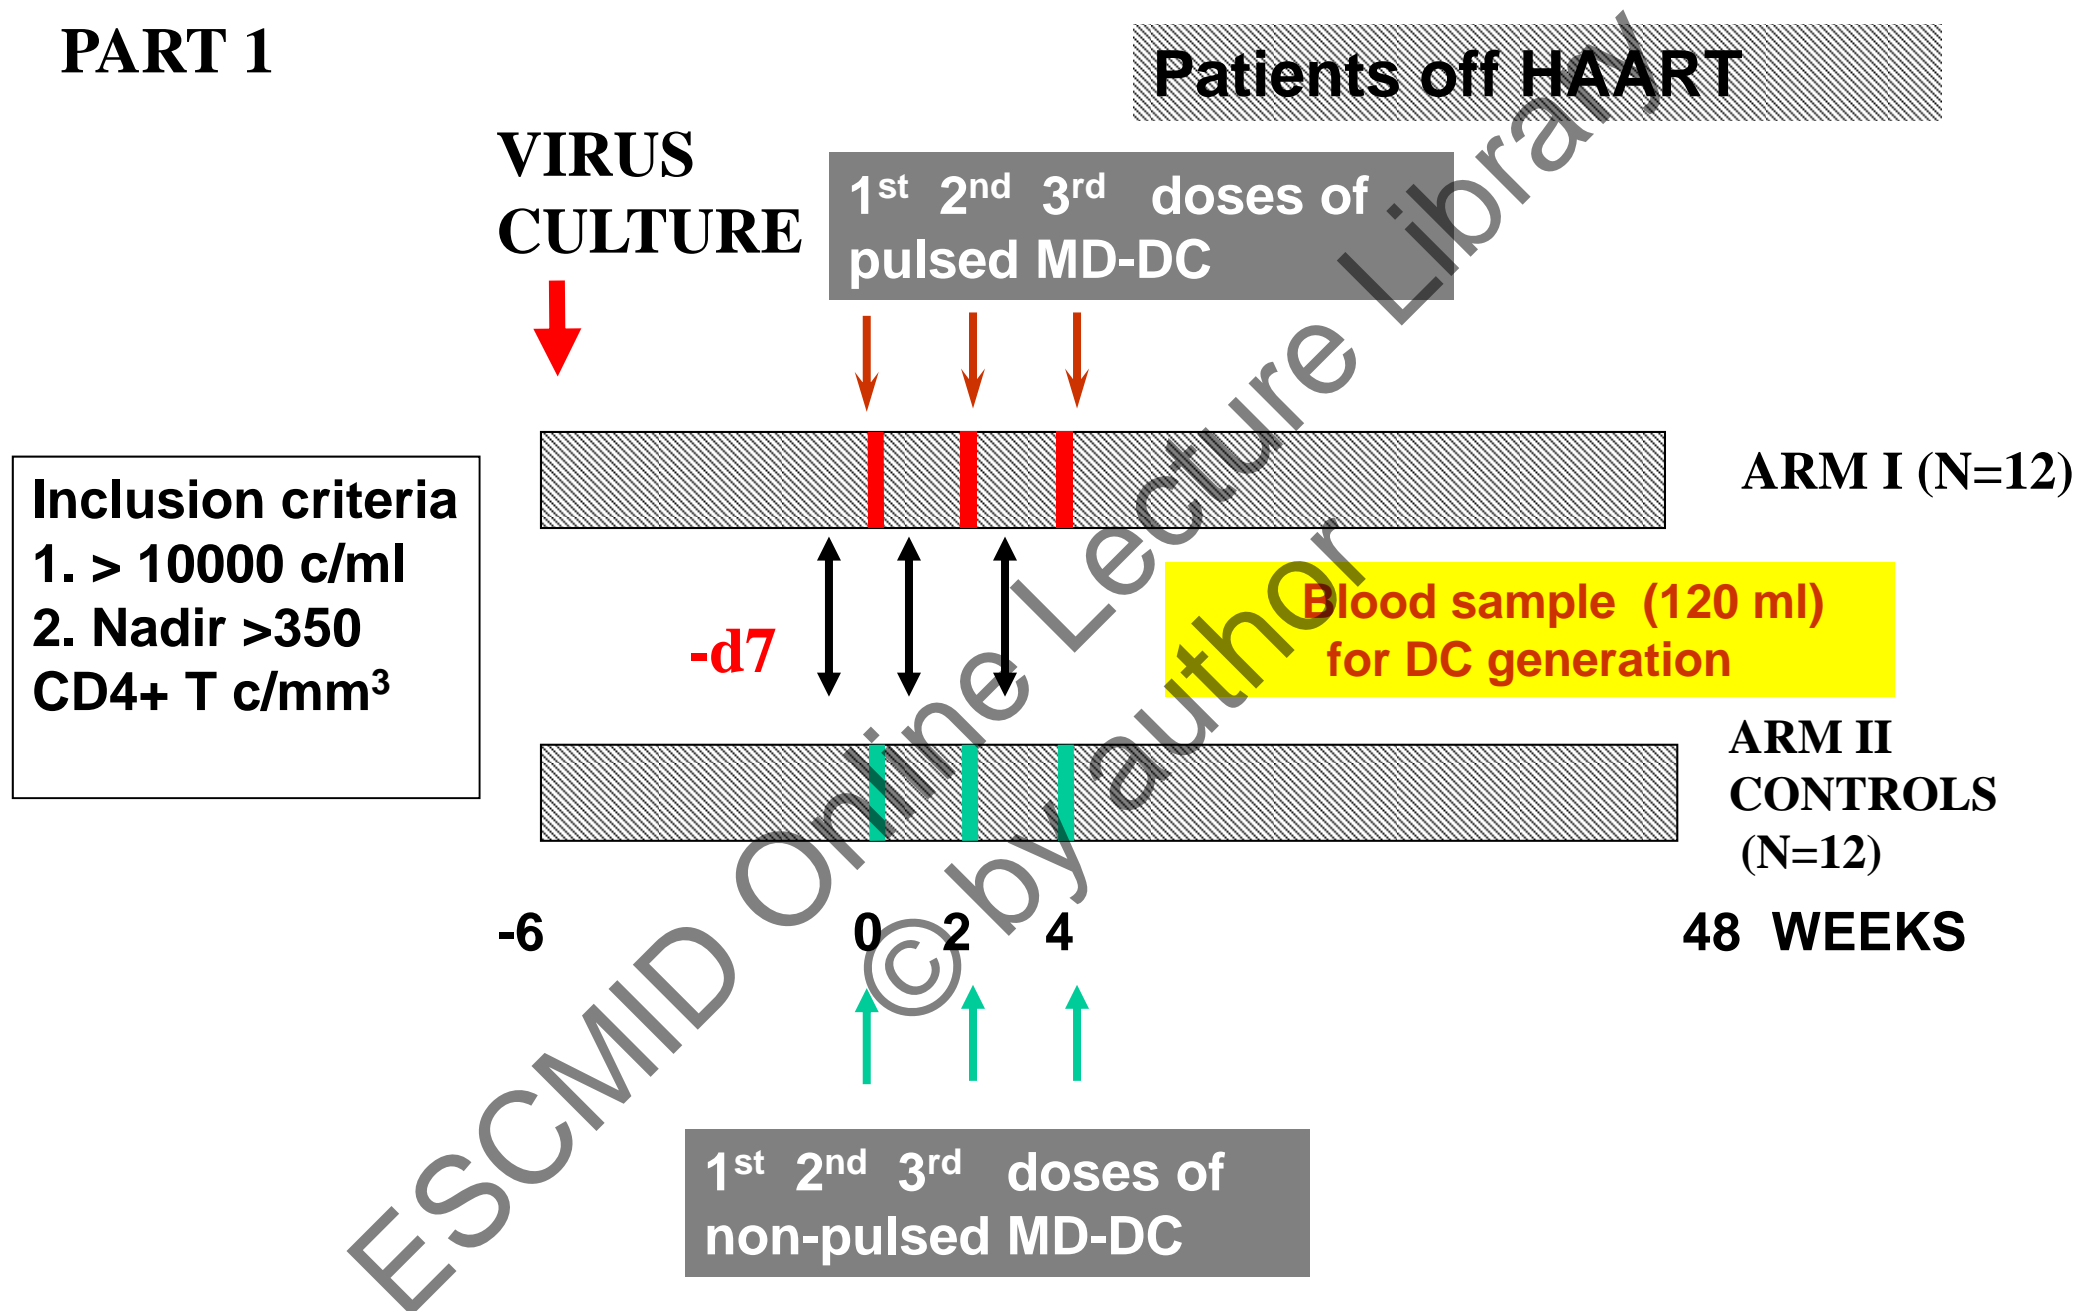 PART 1
Patients off HAART
VIRUS
CULTURE
1st 2nd 3rd doses of
pulsed MD-DC
Inclusion criteria
1. > 10000 c/ml
2. Nadir >350
CD4+ T c/mm3
ARM I (N=12)
-d7
Blood sample (120 ml)
for DC generation
ARM II
CONTROLS
(N=12)
-6 0 2 4 48 WEEKS
1st 2nd 3rd doses of
non-pulsed MD-DC
ESCMID Online Lecture Library
© by author